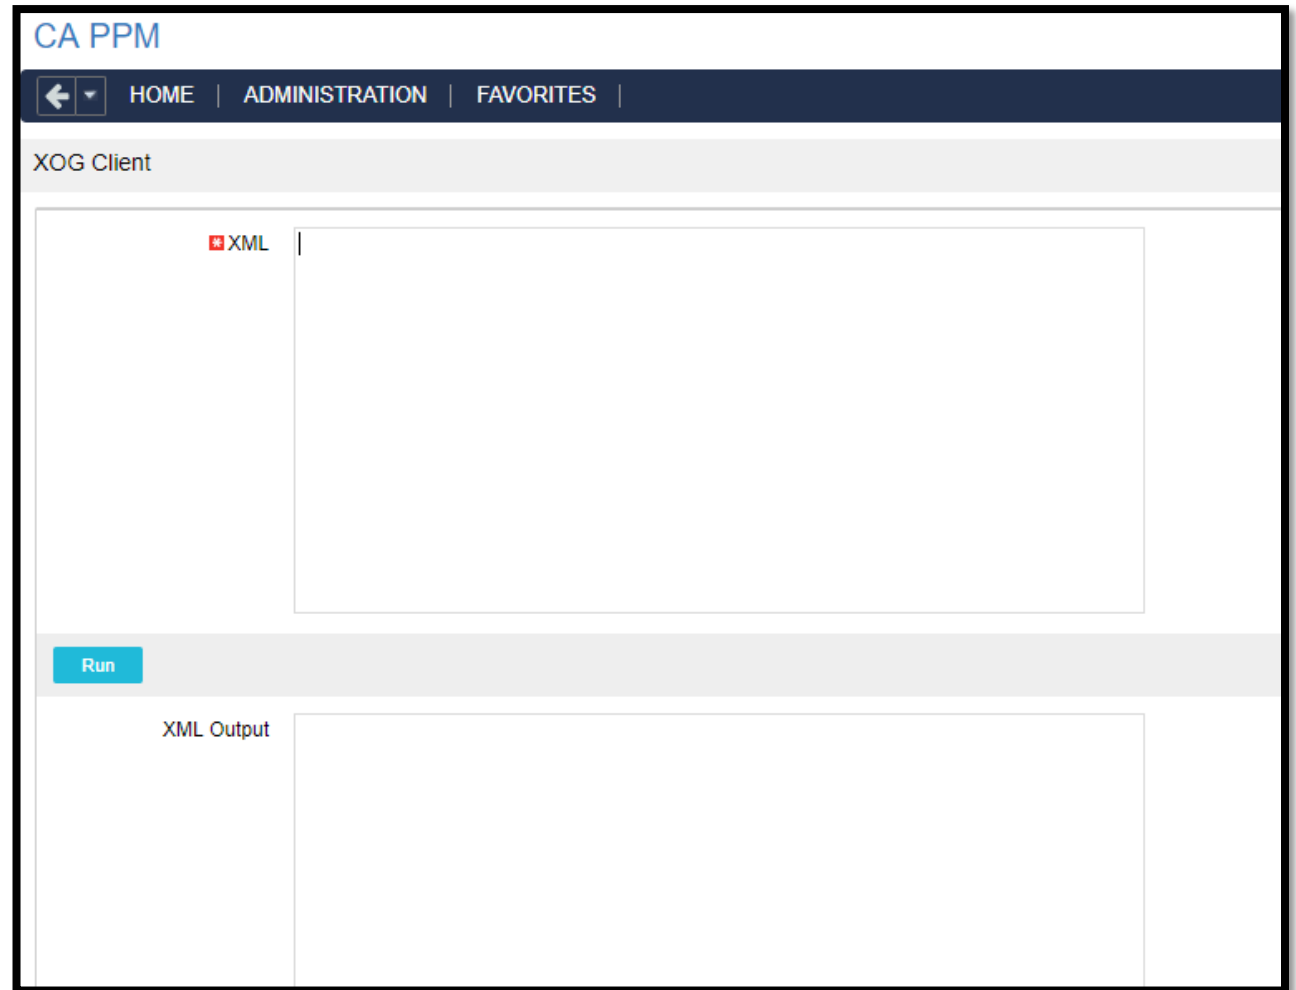 CA PPM
HOME | ADMINISTRATION | FAVORITES |
XOG Client
XML
Run
XML Output